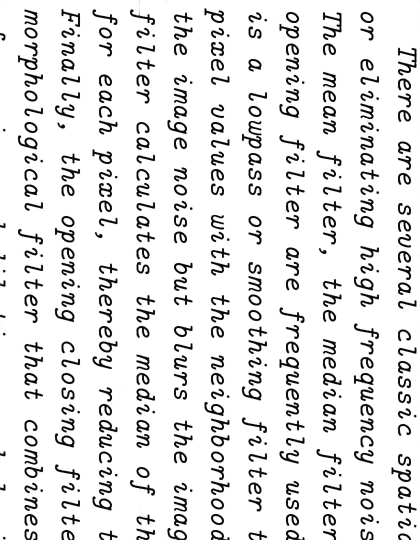 There are several classic spatia
or eliminating high frequency nois
The mean filter, the median filter
opening filter are frequently used
is a lowpass or smoothing filter t
pixel values with the neighborhood
the image noise but blurs the imag
filter calculates the median of th
for each pixel, thereby reducing t
Finally, the opening closing filte
morphological filter that combines